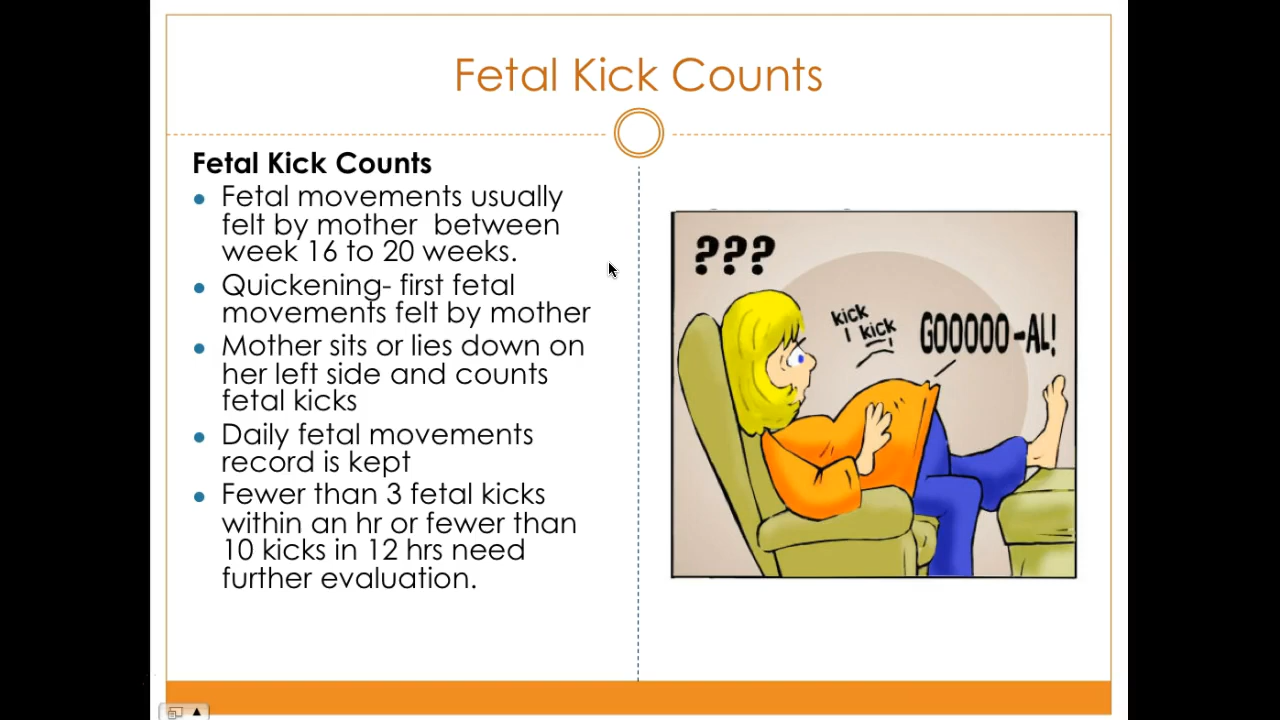 Fetal Kick Counts
Fetal Kick Counts
Fetal movements usually
felt by mother  between
week 16 to 20 weeks.
Quickening- first fetal
movements felt by mother
Mother sits or lies down on
her left side and counts
fetal kicks
Daily fetal movements
record is kept
Fewer than 3 fetal kicks
within an hr or fewer than
10 kicks in 12 hrs need
further evaluation.
???
kick
kick
GOOOOO-AL!